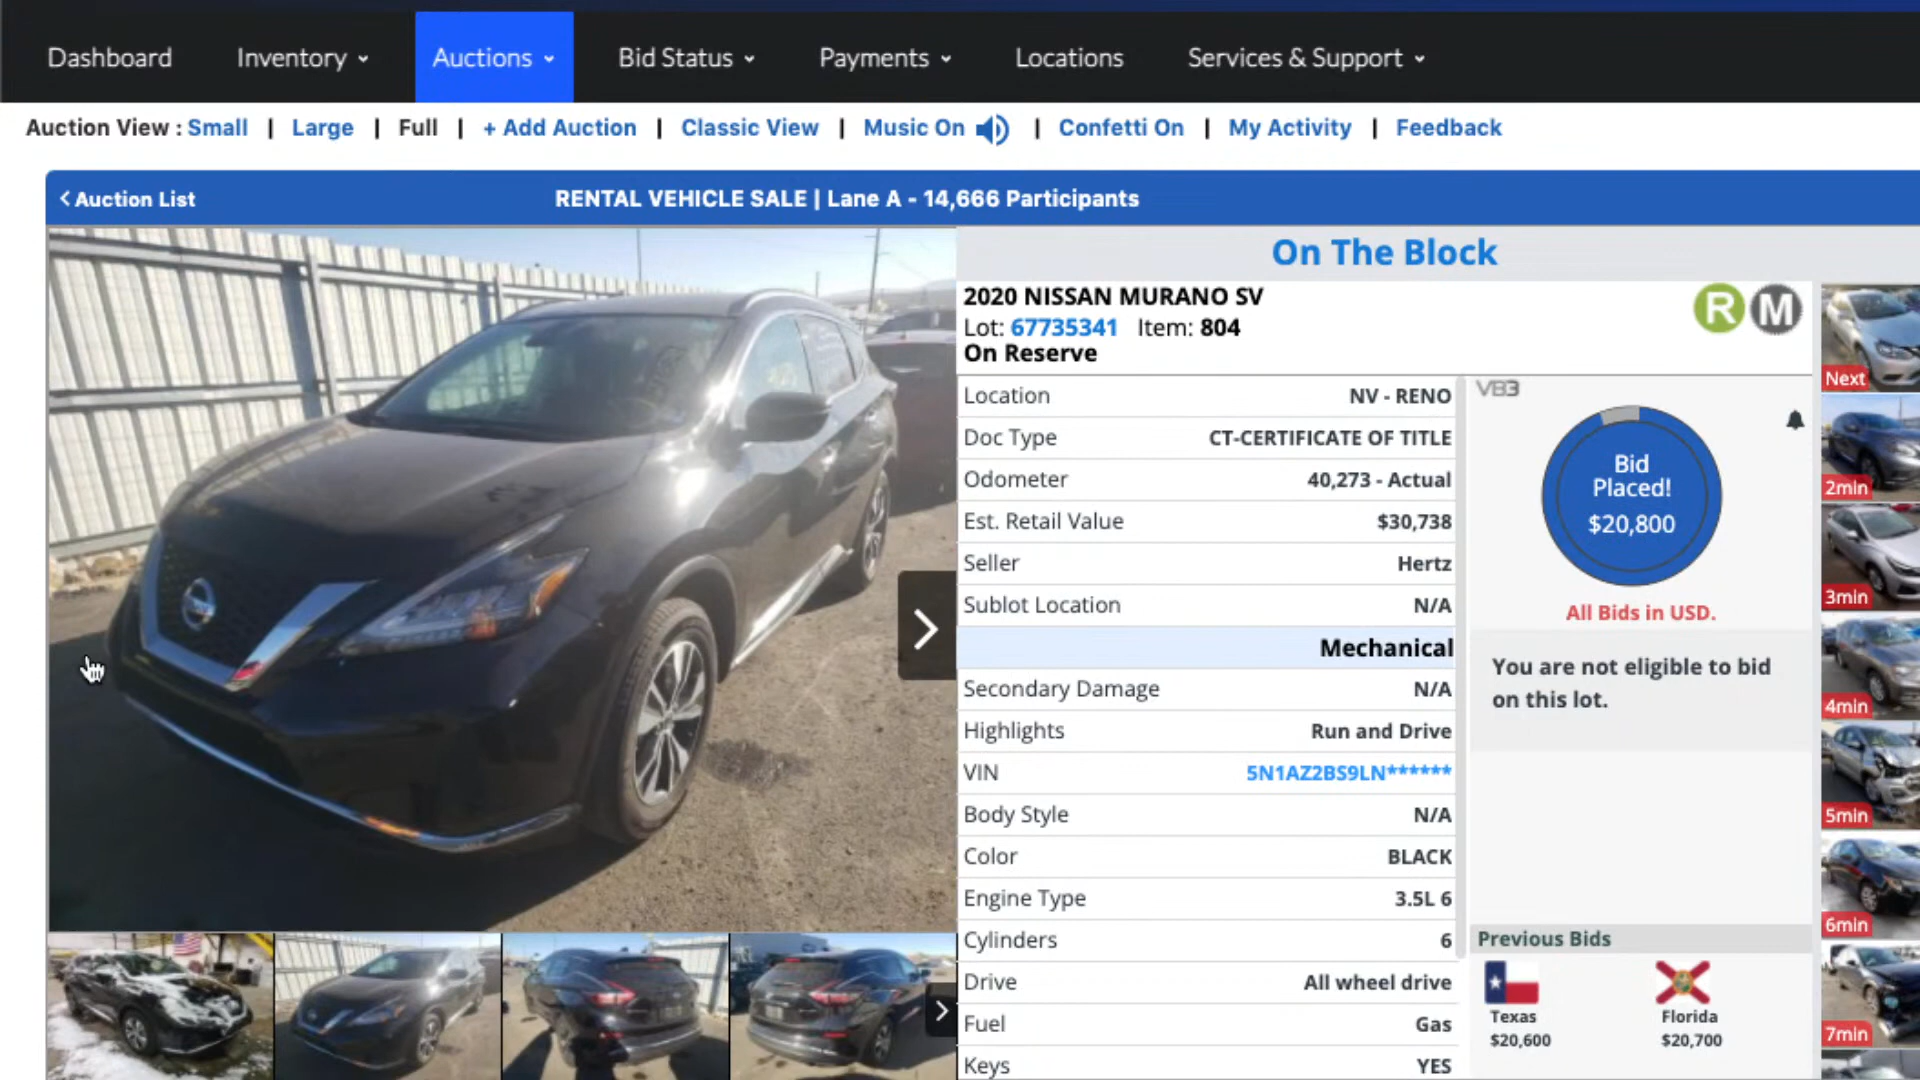 Dashboard Inventory Auctions Bid Status Payments Locations Services & Support
Auction View : Small | Large | Full | + Add Auction | Classic View | Music On | Confetti On | My Activity | Feedback
< Auction List RENTAL VEHICLE SALE | Lane A - 14,666 Participants
On The Block
2020 NISSAN MURANO SV
Lot: 67735341 Item: 804
On Reserve
R M
Location NV - RENO
Doc Type CT-CERTIFICATE OF TITLE
Odometer 40,273 - Actual
Est. Retail Value $30,738
Seller Hertz
Sublot Location N/A
Mechanical
Secondary Damage N/A
Highlights Run and Drive
VIN 5N1AZ2BS9LN******
Body Style N/A
Color BLACK
Engine Type 3.5L 6
Cylinders 6
Drive All wheel drive
Fuel Gas
Keys YES
VB3
Bid
Placed!
$20,800
All Bids in USD.
You are not eligible to bid
on this lot.
Previous Bids
Texas
$20,600
Florida
$20,700
Next
2min
3min
4min
5min
6min
7min